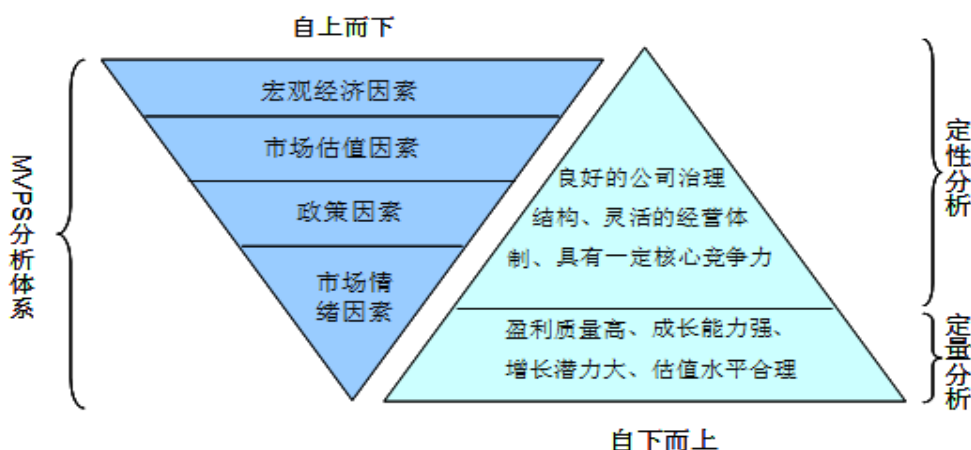 自上而下
MVPS分析体系
宏观经济因素
市场估值因素
政策因素
市场情
绪因素
良好的公司治理
结构、灵活的经营体
制、具有一定核心竞争力
盈利质量高、成长能力强、
增长潜力大、估值水平合理
定性分析
定量分析
自下而上